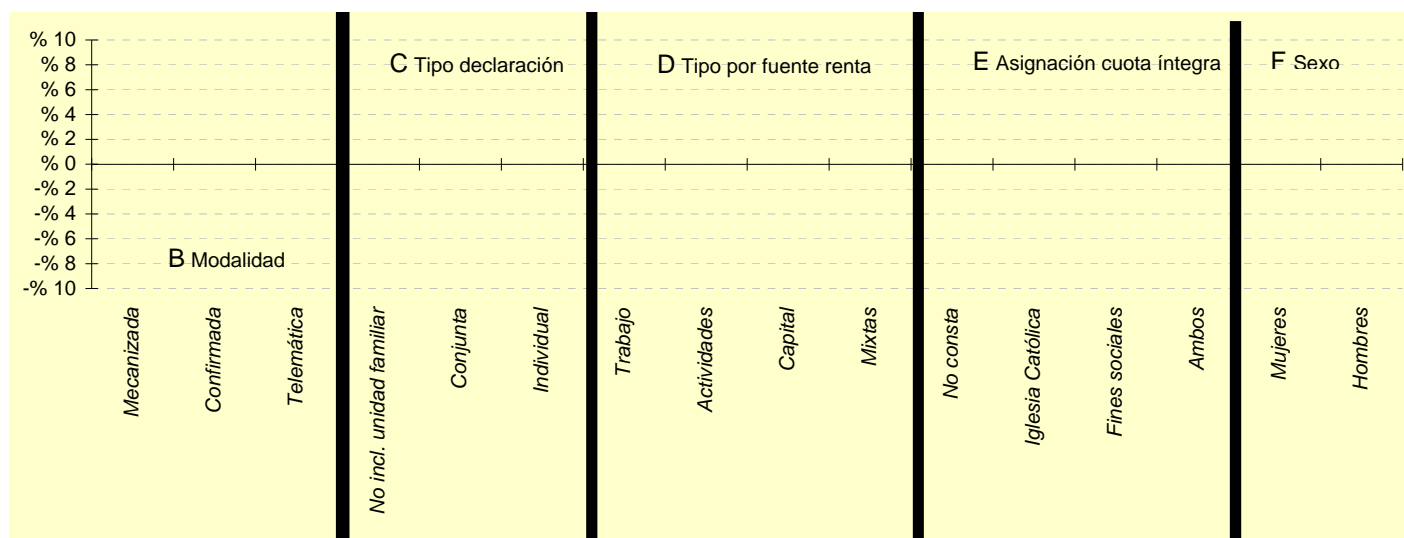 % 10
% 8
% 6
% 4
% 2
% 0
-% 2
-% 4
-% 6
-% 8
-% 10
B Modalidad
C Tipo declaración
D Tipo por fuente renta
E Asignación cuota íntegra
F Sexo
Mecanizada
Confirmada
Telemática
No incl. unidad familiar
Conjunta
Individual
Trabajo
Actividades
Capital
Mixtas
No consta
Iglesia Católica
Fines sociales
Ambos
Mujeres
Hombres